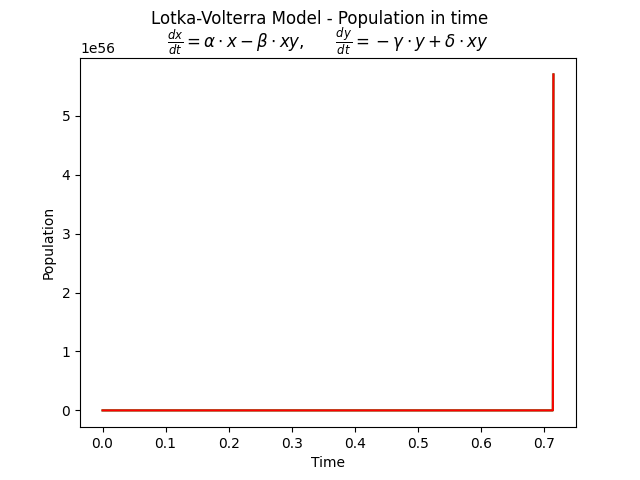 Lotka-Volterra Model - Population in time
dx/dt = α · x − β · xy,    dy/dt = −γ · y + δ · xy
1e56
5
4
3
2
1
0
Population
0.0 0.1 0.2 0.3 0.4 0.5 0.6 0.7
Time